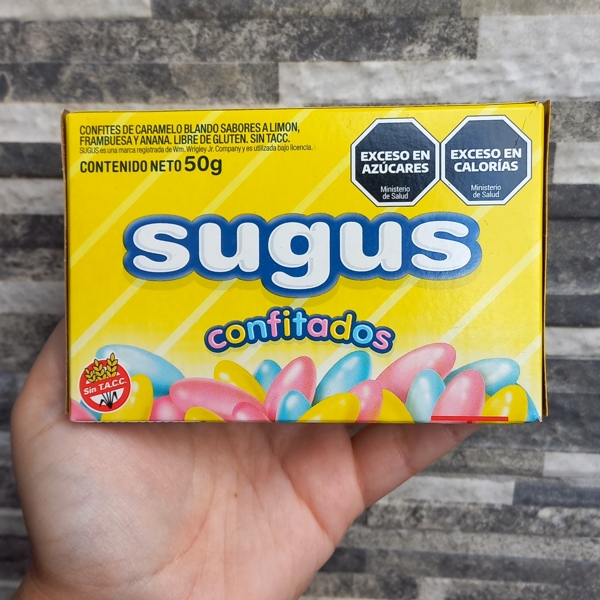 CONFITES DE CARAMELO BLANDO SABORES A LIMON,
FRAMBUESA Y ANANA. LIBRE DE GLUTEN. SIN TACC.
SUGUS es una marca registrada de Wm. Wrigley Jr. Company y es utilizada bajo licencia.
CONTENIDO NETO 50g
EXCESO EN
AZÚCARES
Ministerio
de Salud
EXCESO EN
CALORÍAS
Ministerio
de Salud
sugus
confitados
Sin T.A.C.C.